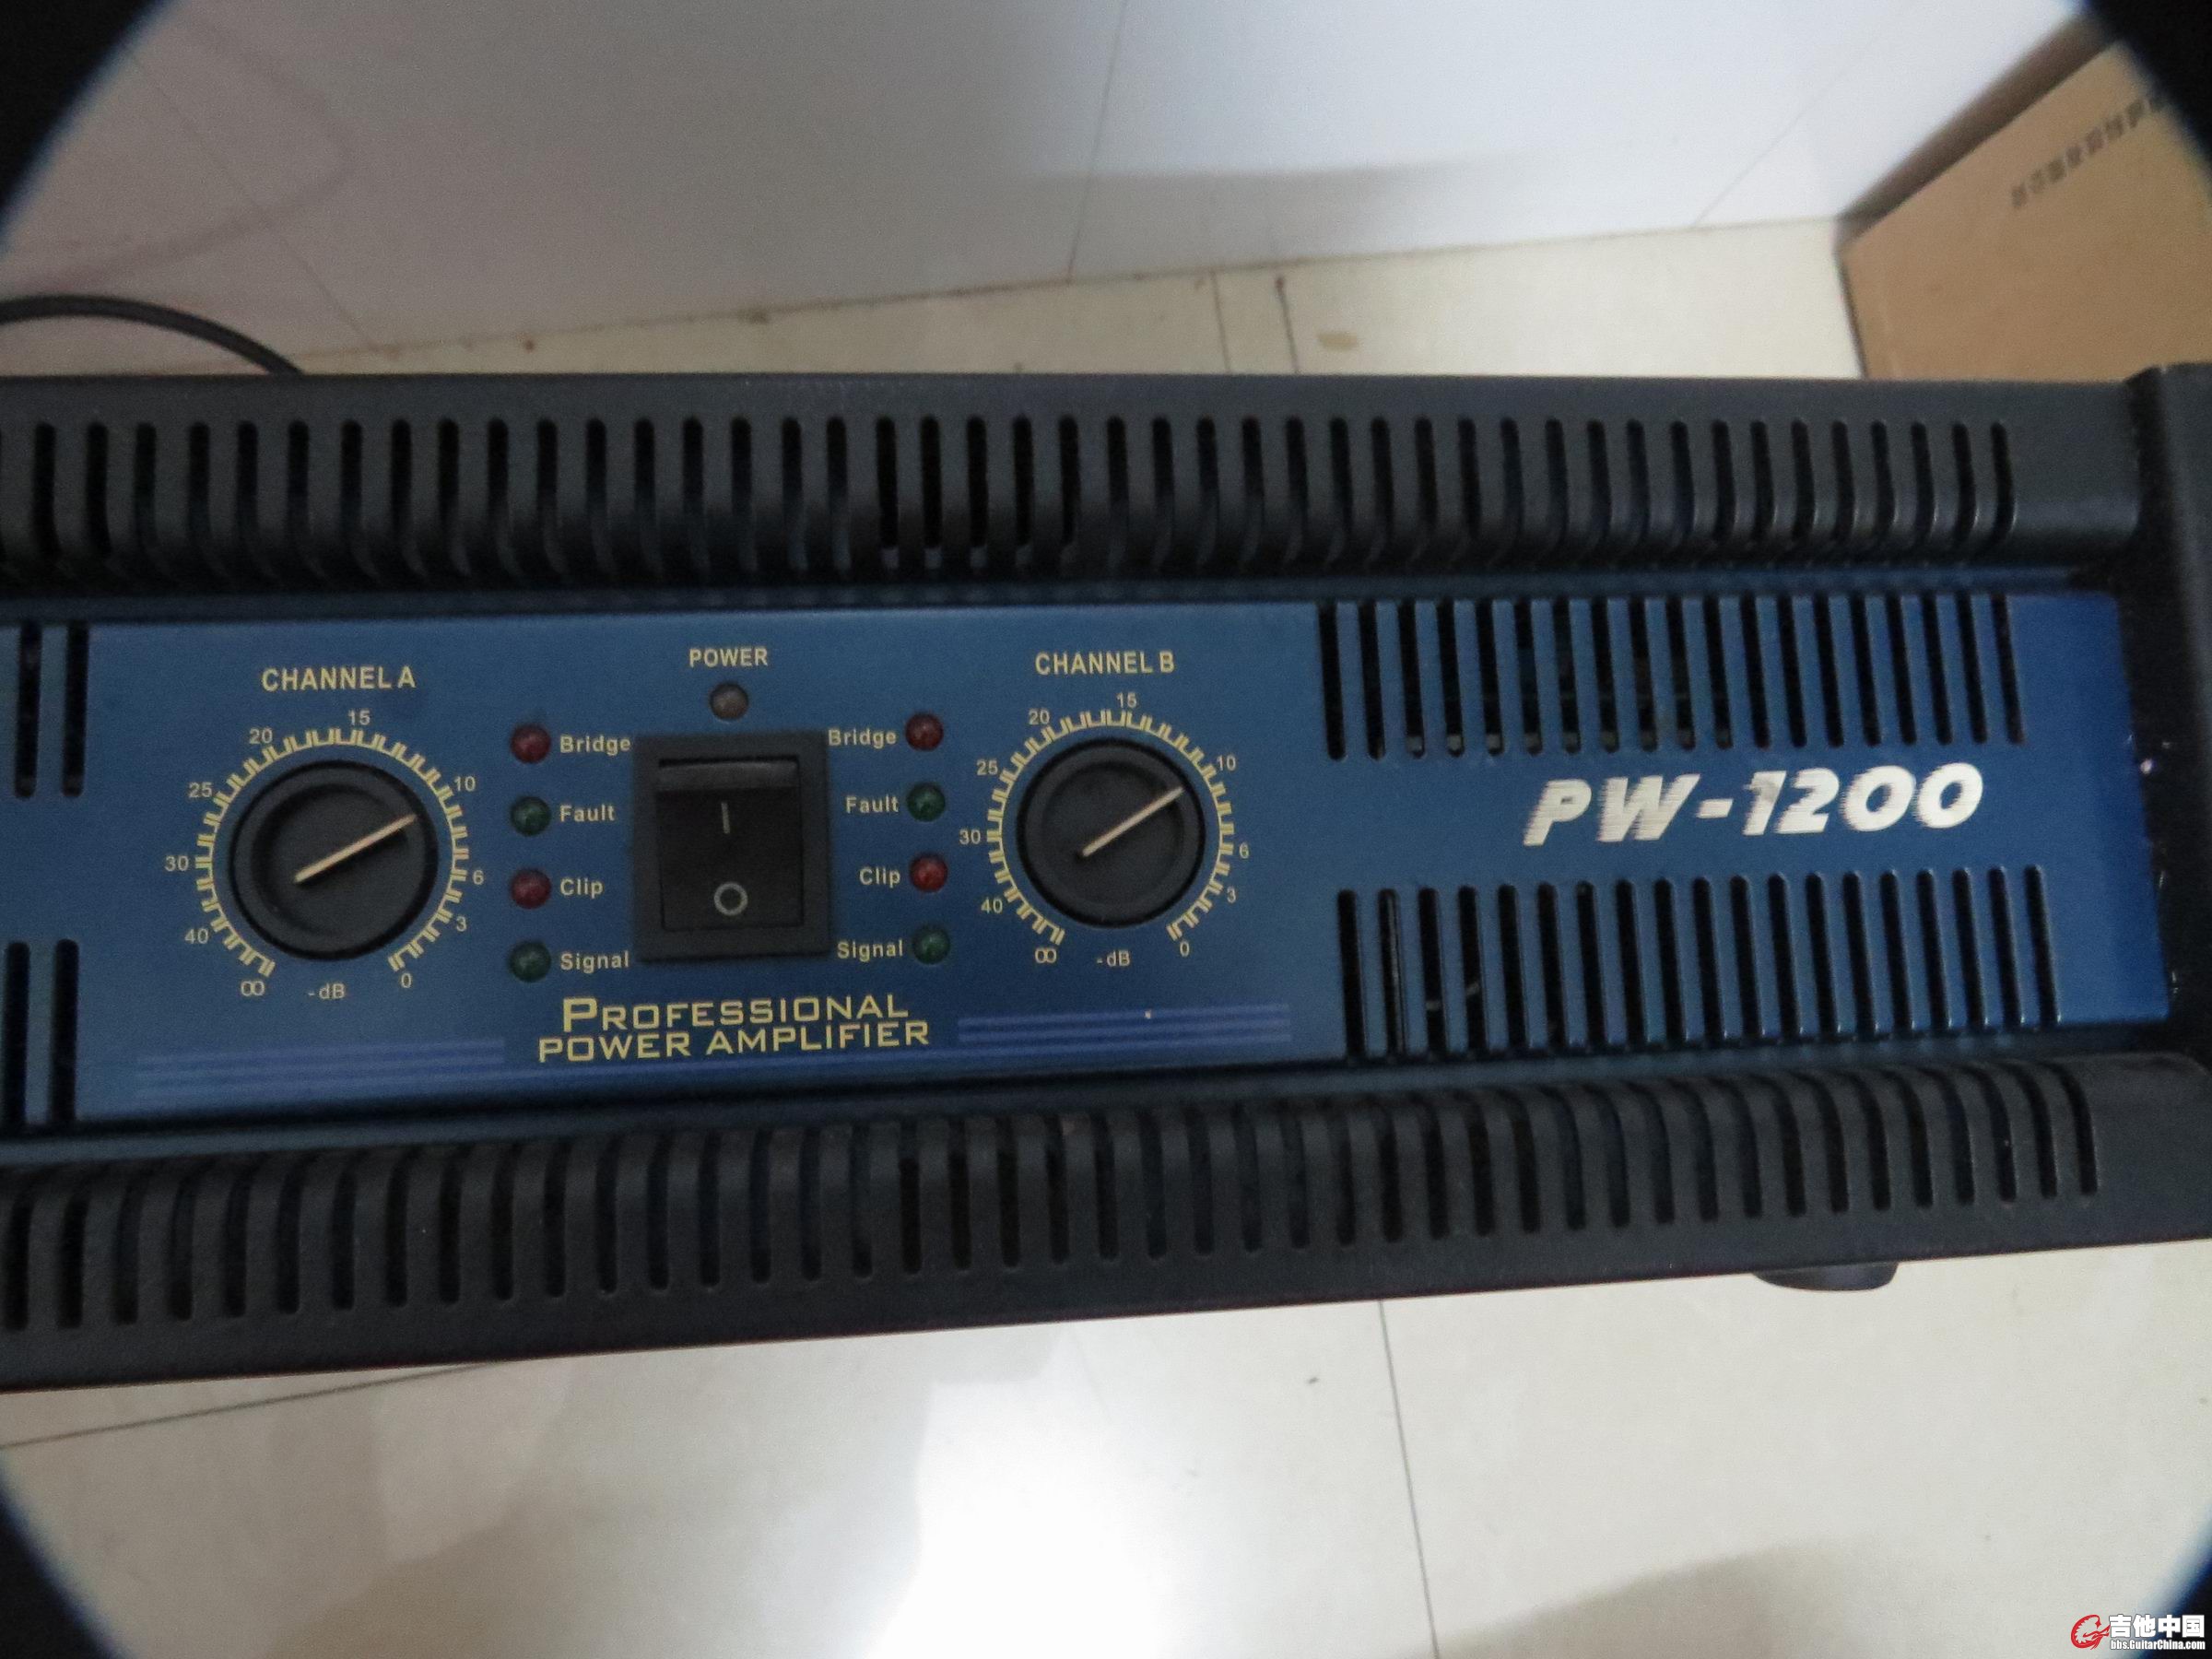 POWER
CHANNEL A
CHANNEL B
15
20
10
25
6
30
3
40
∞
-dB
0
Bridge
Fault
Clip
Signal
I
O
Bridge
Fault
Clip
Signal
15
20
10
25
6
30
3
40
∞
-dB
0
PROFESSIONAL
POWER AMPLIFIER
PW-1200
吉他中国
bbs.GuitarChina.com